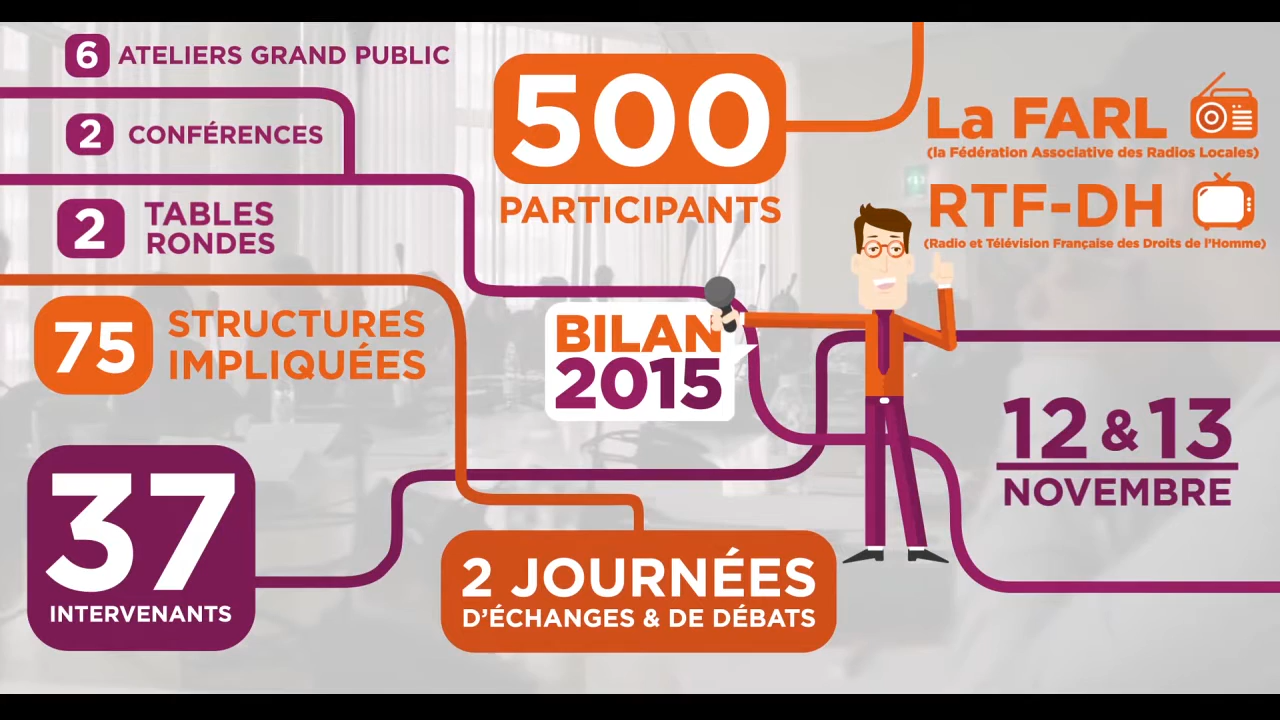 6 ATELIERS GRAND PUBLIC
2 CONFÉRENCES
2 TABLES
RONDES
75 STRUCTURES
IMPLIQUÉES
37
INTERVENANTS
500
PARTICIPANTS
BILAN
2015
2 JOURNÉES
D'ÉCHANGES & DE DÉBATS
La FARL
(la Fédération Associative des Radios Locales)
RTF-DH
(Radio et Télévision Française des Droits de l'Homme)
12 & 13
NOVEMBRE